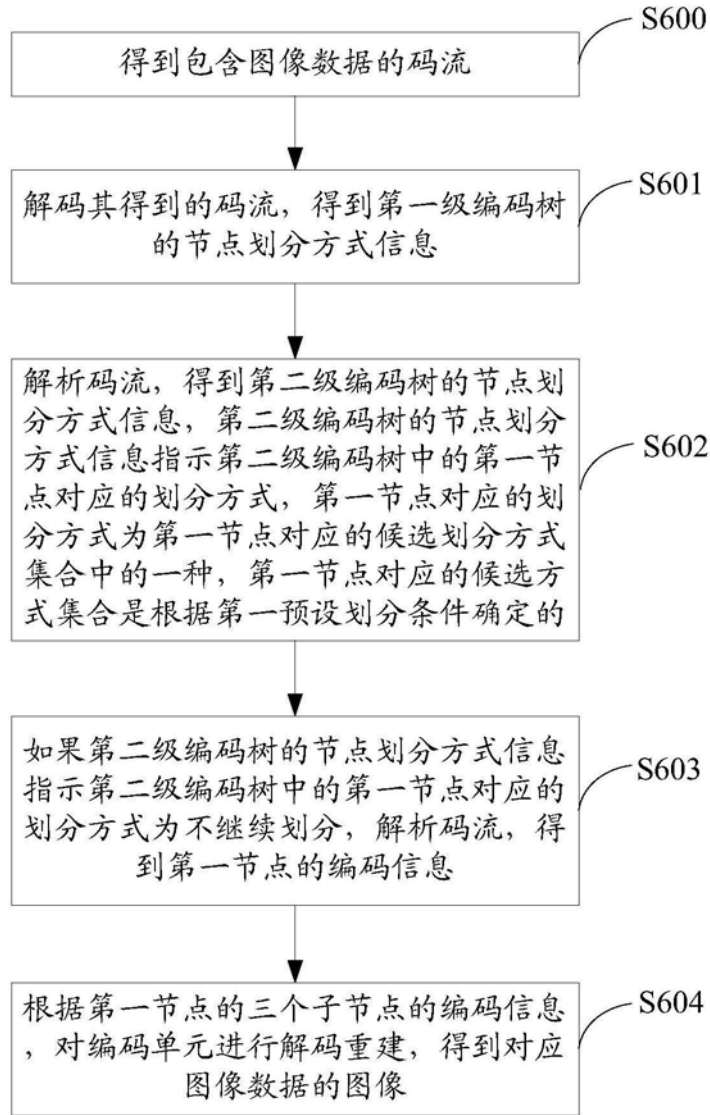 得到包含图像数据的码流
S600
解码其得到的码流，得到第一级编码树
的节点划分方式信息
S601
解析码流，得到第二级编码树的节点划
分方式信息，第二级编码树的节点划分
方式信息指示第二级编码树中的第一节
点对应的划分方式，第一节点对应的划
分方式为第一节点对应的候选划分方式
集合中的一种，第一节点对应的候选方
式集合是根据第一预设划分条件确定的
S602
如果第二级编码树的节点划分方式信息
指示第二级编码树中的第一节点对应的
划分方式为不继续划分，解析码流，得
到第一节点的编码信息
S603
根据第一节点的三个子节点的编码信息
，对编码单元进行解码重建，得到对应
图像数据的图像
S604